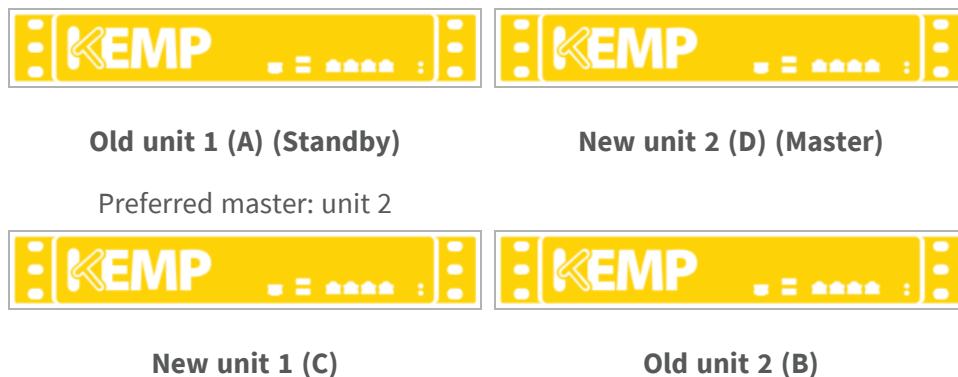 KEMP KEMP
Old unit 1 (A) (Standby) New unit 2 (D) (Master)
Preferred master: unit 2
KEMP KEMP
New unit 1 (C) Old unit 2 (B)